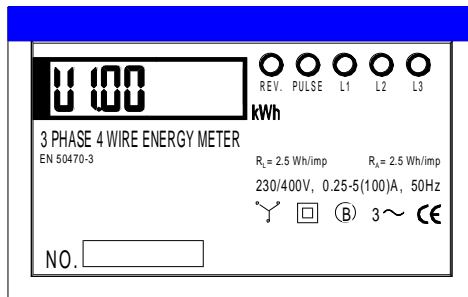 V1.00
REV. PULSE L1 L2 L3
kWh
3 PHASE 4 WIRE ENERGY METER
EN 50470-3
RL= 2.5 Wh/imp RA= 2.5 Wh/imp
230/400V, 0.25-5(100)A, 50Hz
B 3~ CE
NO.